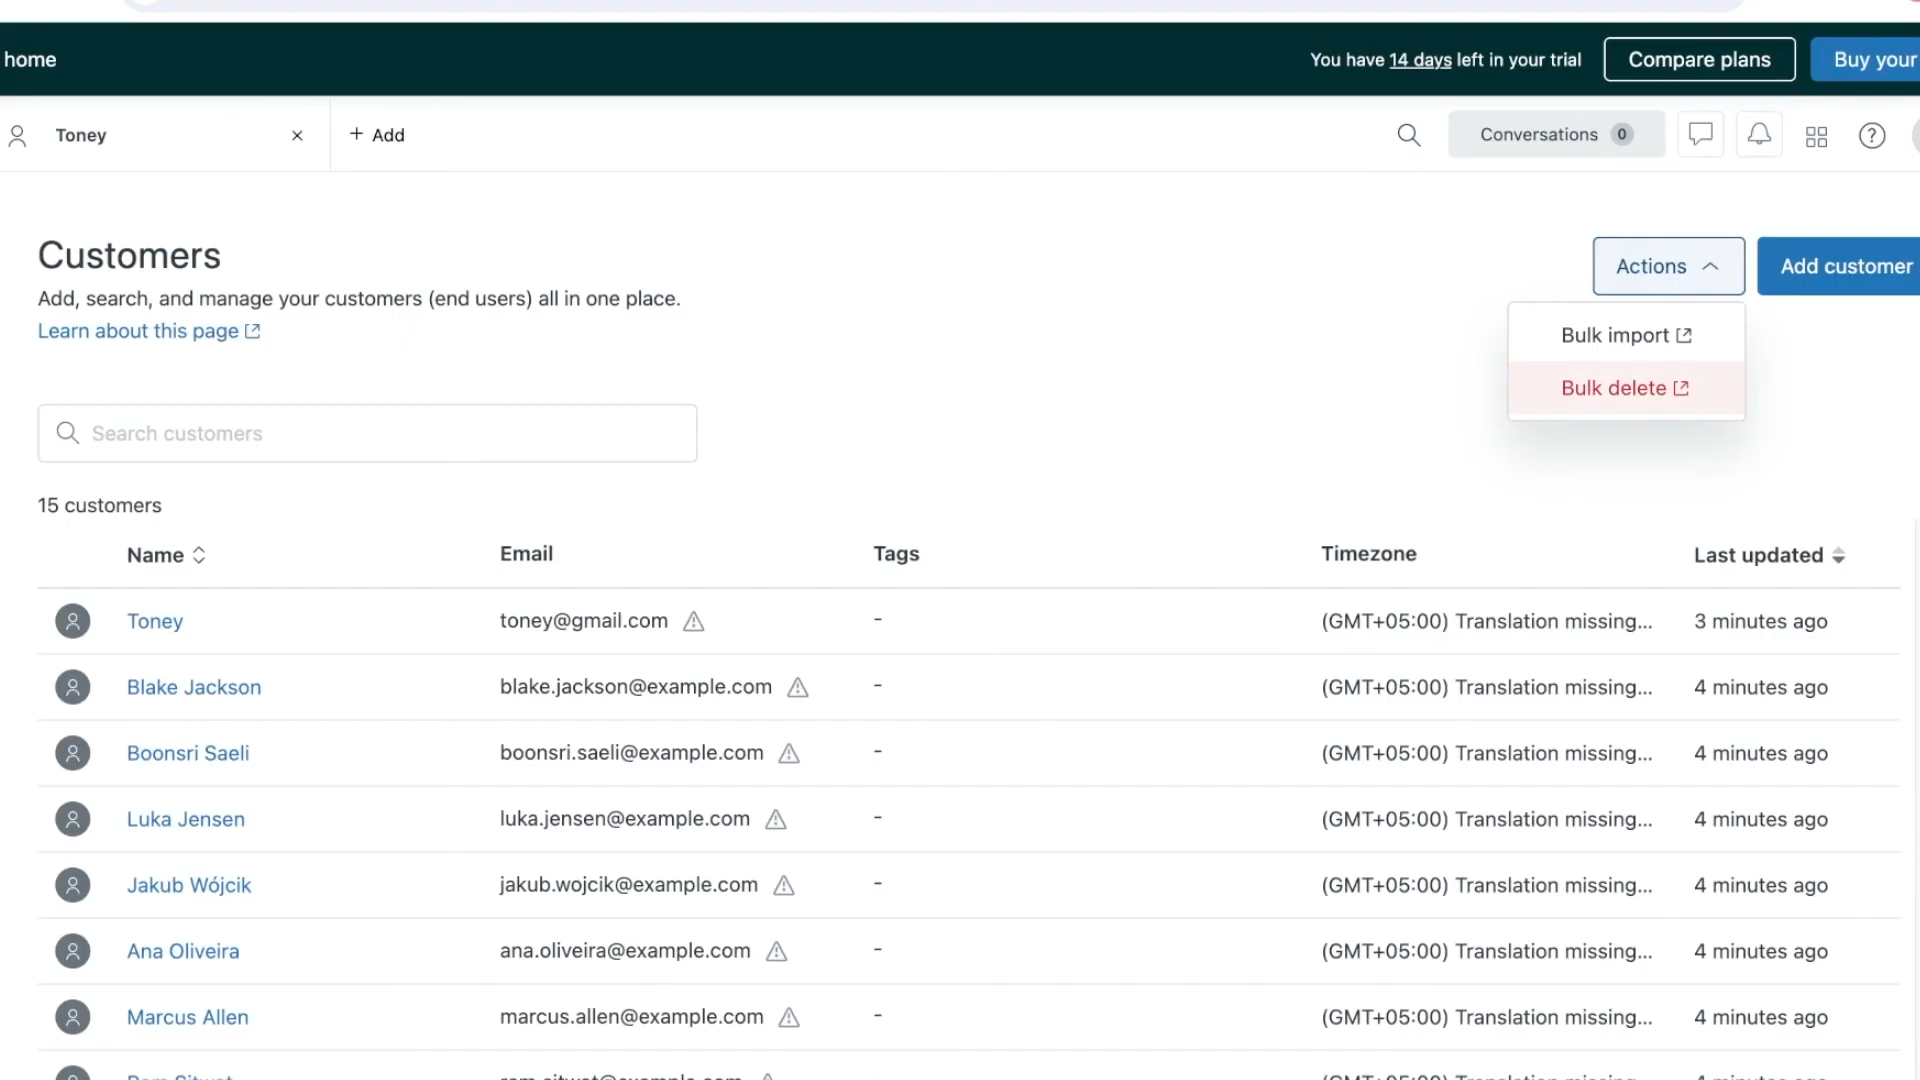 home
You have 14 days left in your trial
Compare plans
Buy your
Toney
+ Add
Conversations 0
Customers
Add, search, and manage your customers (end users) all in one place.
Learn about this page
Actions
Add customer
Bulk import
Bulk delete
Search customers
15 customers
Name Email Tags Timezone Last updated
Toney toney@gmail.com - (GMT+05:00) Translation missing... 3 minutes ago
Blake Jackson blake.jackson@example.com - (GMT+05:00) Translation missing... 4 minutes ago
Boonsri Saeli boonsri.saeli@example.com - (GMT+05:00) Translation missing... 4 minutes ago
Luka Jensen luka.jensen@example.com - (GMT+05:00) Translation missing... 4 minutes ago
Jakub Wójcik jakub.wojcik@example.com - (GMT+05:00) Translation missing... 4 minutes ago
Ana Oliveira ana.oliveira@example.com - (GMT+05:00) Translation missing... 4 minutes ago
Marcus Allen marcus.allen@example.com - (GMT+05:00) Translation missing... 4 minutes ago